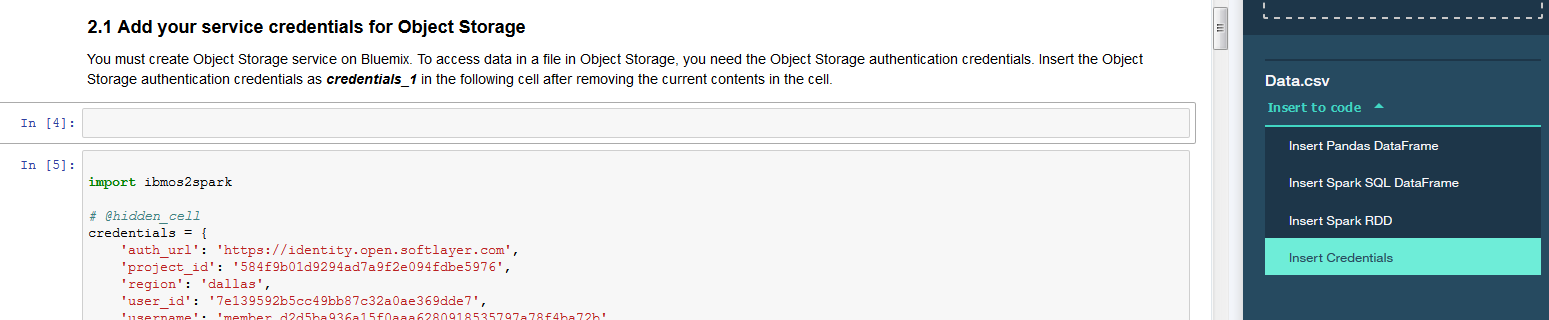 2.1 Add your service credentials for Object Storage
You must create Object Storage service on Bluemix. To access data in a file in Object Storage, you need the Object Storage authentication credentials. Insert the Object
Storage authentication credentials as credentials_1 in the following cell after removing the current contents in the cell.
In [4]:
In [5]:
import ibmos2spark
# @hidden_cell
credentials = {
'auth_url': 'https://identity.open.softlayer.com',
'project_id': '584f9b01d9294ad7a9f2e094fdbe5976',
'region': 'dallas',
'user_id': '7e139592b5cc49bb87c32a0ae369dde7',
'username': 'member_d2d5ba936a15f0aaa6280918535797a78f4ba72b'
Data.csv
Insert to code
Insert Pandas DataFrame
Insert Spark SQL DataFrame
Insert Spark RDD
Insert Credentials